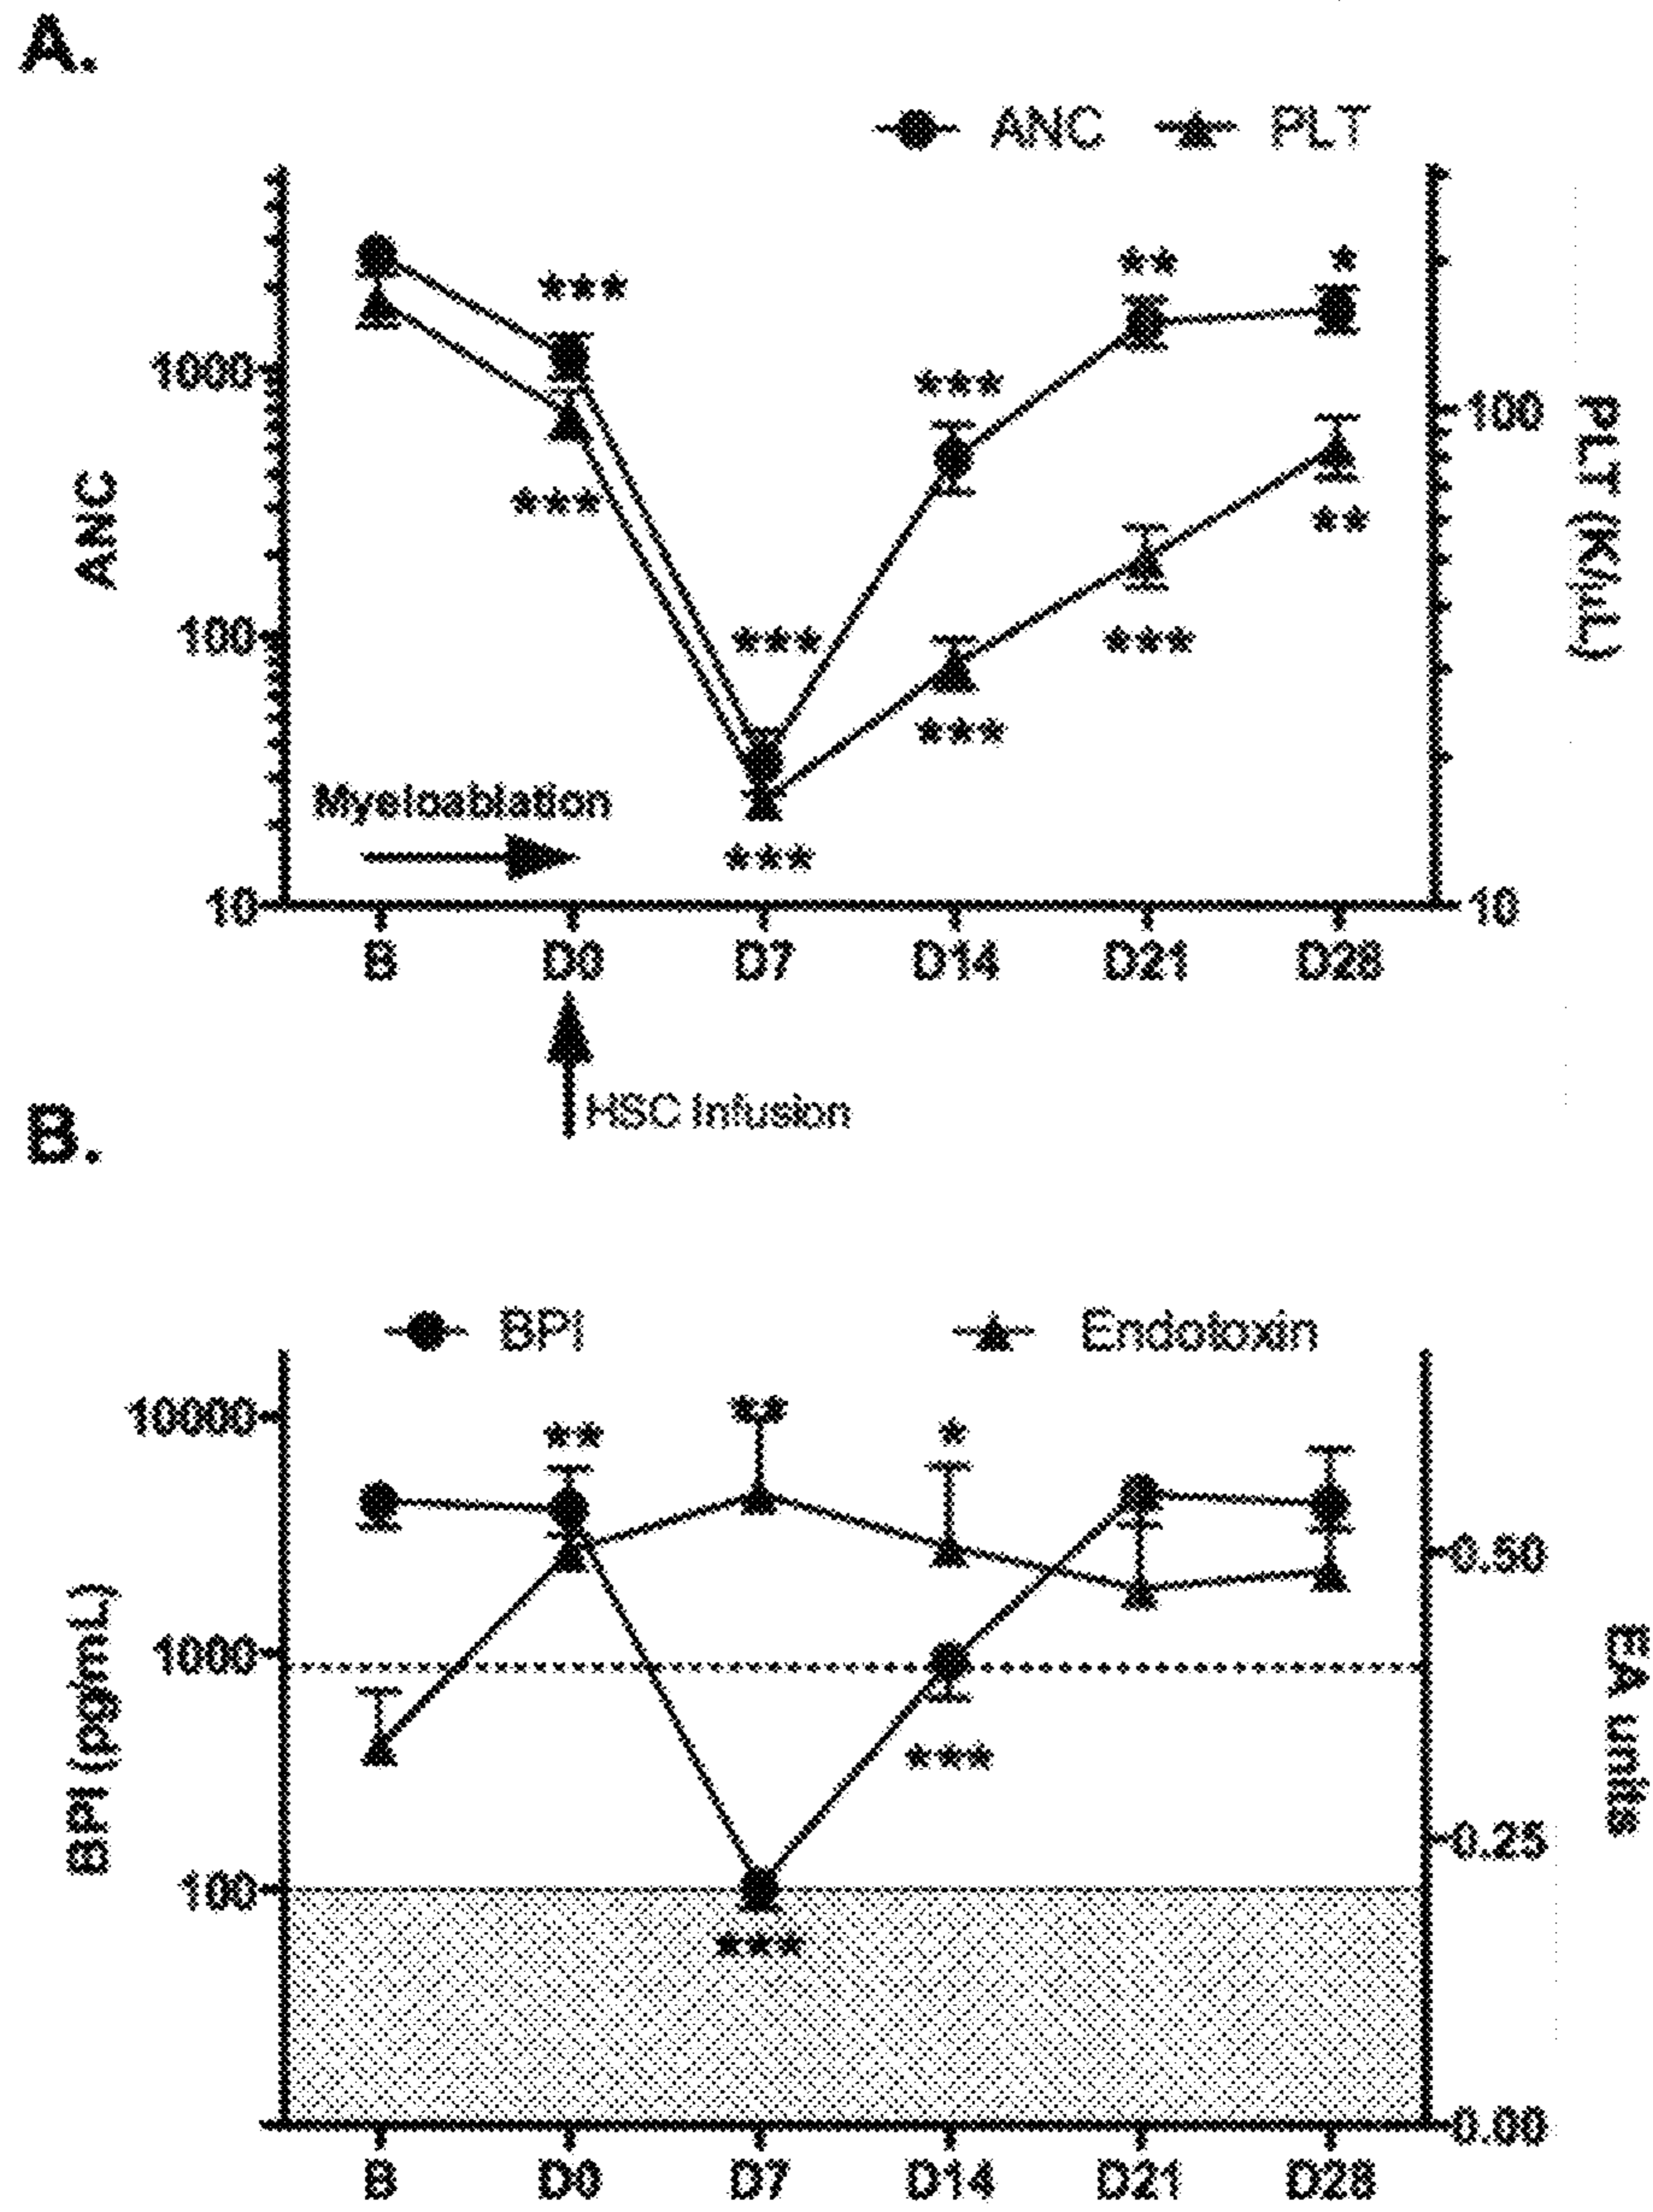 A.
ANC PLT
*** ** *
1000
***
100
***
**
ANC
PLT (K/μL)
100
***
***
***
Myeloablation
***
10
10
B D0 D7 D14 D21 D28
HSC Infusion
B.
BPI Endotoxin
10000
** ** *
0.50
1000
BPI (pg/mL)
EA units
***
0.25
100
***
0.00
B D0 D7 D14 D21 D28